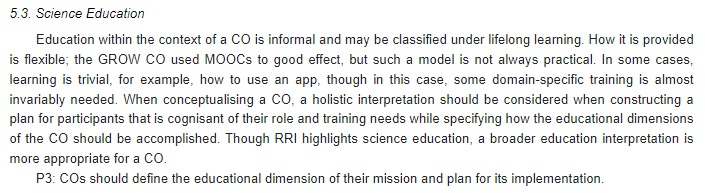 5.3. Science Education
Education within the context of a CO is informal and may be classified under lifelong learning. How it is provided
is flexible; the GROW CO used MOOCs to good effect, but such a model is not always practical. In some cases,
learning is trivial, for example, how to use an app, though in this case, some domain-specific training is almost
invariably needed. When conceptualising a CO, a holistic interpretation should be considered when constructing a
plan for participants that is cognisant of their role and training needs while specifying how the educational dimensions
of the CO should be accomplished. Though RRI highlights science education, a broader education interpretation is
more appropriate for a CO.
P3: COs should define the educational dimension of their mission and plan for its implementation.